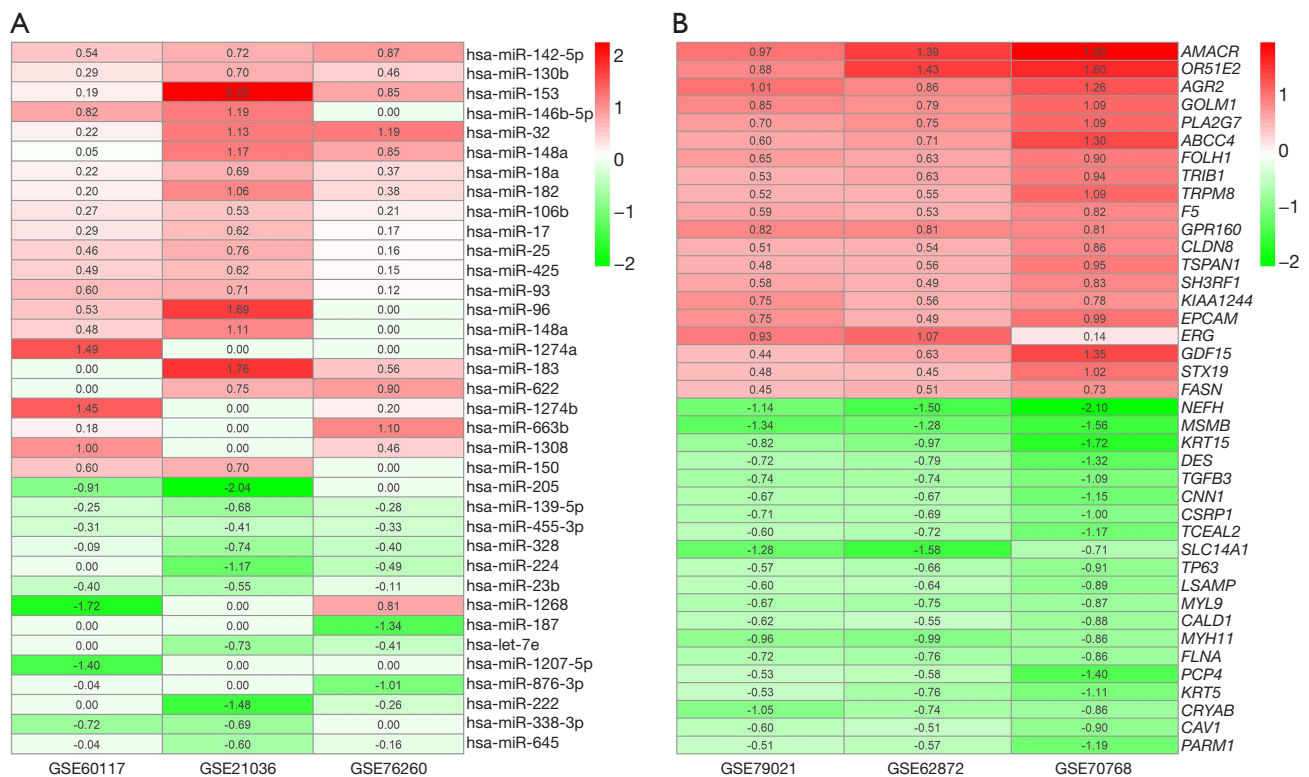 A
0.54 0.72 0.87 hsa-miR-142-5p
0.29 0.70 0.46 hsa-miR-130b
0.19 2.22 0.85 hsa-miR-153
0.82 1.19 0.00 hsa-miR-146b-5p
0.22 1.13 1.19 hsa-miR-32
0.05 1.17 0.85 hsa-miR-148a
0.22 0.69 0.37 hsa-miR-18a
0.20 1.06 0.38 hsa-miR-182
0.27 0.53 0.21 hsa-miR-106b
0.29 0.62 0.17 hsa-miR-17
0.46 0.76 0.16 hsa-miR-25
0.49 0.62 0.15 hsa-miR-425
0.60 0.71 0.12 hsa-miR-93
0.53 1.69 0.00 hsa-miR-96
0.48 1.11 0.00 hsa-miR-148a
1.49 0.00 0.00 hsa-miR-1274a
0.00 1.76 0.56 hsa-miR-183
0.00 0.75 0.90 hsa-miR-622
1.45 0.00 0.20 hsa-miR-1274b
0.18 0.00 1.10 hsa-miR-663b
1.00 0.00 0.46 hsa-miR-1308
0.60 0.70 0.00 hsa-miR-150
-0.91 -2.04 0.00 hsa-miR-205
-0.25 -0.68 -0.28 hsa-miR-139-5p
-0.31 -0.41 -0.33 hsa-miR-455-3p
-0.09 -0.74 -0.40 hsa-miR-328
0.00 -1.17 -0.49 hsa-miR-224
-0.40 -0.55 -0.11 hsa-miR-23b
-1.72 0.00 0.81 hsa-miR-1268
0.00 0.00 -1.34 hsa-miR-187
0.00 -0.73 -0.41 hsa-let-7e
-1.40 0.00 0.00 hsa-miR-1207-5p
-0.04 0.00 -1.01 hsa-miR-876-3p
0.00 -1.48 -0.26 hsa-miR-222
-0.72 -0.69 0.00 hsa-miR-338-3p
-0.04 -0.60 -0.16 hsa-miR-645
GSE60117 GSE21036 GSE76260
2
1
0
−1
−2
B
0.97 1.39 AMACR
0.88 1.43 1.60 OR51E2
1.01 0.86 1.26 AGR2
0.85 0.79 1.09 GOLM1
0.70 0.75 1.09 PLA2G7
0.60 0.71 1.30 ABCC4
0.65 0.63 0.90 FOLH1
0.53 0.63 0.94 TRIB1
0.52 0.55 1.09 TRPM8
0.59 0.53 0.82 F5
0.82 0.81 0.81 GPR160
0.51 0.54 0.86 CLDN8
0.48 0.56 0.95 TSPAN1
0.58 0.49 0.83 SH3RF1
0.75 0.56 0.78 KIAA1244
0.75 0.49 0.99 EPCAM
0.93 1.07 0.14 ERG
0.44 0.63 1.35 GDF15
0.48 0.45 1.02 STX19
0.45 0.51 0.73 FASN
-1.14 -1.50 -2.10 NEFH
-1.34 -1.28 -1.56 MSMB
-0.82 -0.97 -1.72 KRT15
-0.72 -0.79 -1.32 DES
-0.74 -0.74 -1.09 TGFB3
-0.67 -0.67 -1.15 CNN1
-0.71 -0.69 -1.00 CSRP1
-0.60 -0.72 -1.17 TCEAL2
-1.28 -1.58 -0.71 SLC14A1
-0.57 -0.66 -0.91 TP63
-0.60 -0.64 -0.89 LSAMP
-0.67 -0.75 -0.87 MYL9
-0.62 -0.55 -0.88 CALD1
-0.96 -0.99 -0.86 MYH11
-0.72 -0.76 -0.86 FLNA
-0.53 -0.58 -1.40 PCP4
-0.53 -0.76 -1.11 KRT5
-1.05 -0.74 -0.86 CRYAB
-0.60 -0.51 -0.90 CAV1
-0.51 -0.57 -1.19 PARM1
GSE79021 GSE62872 GSE70768
1
0
−1
−2